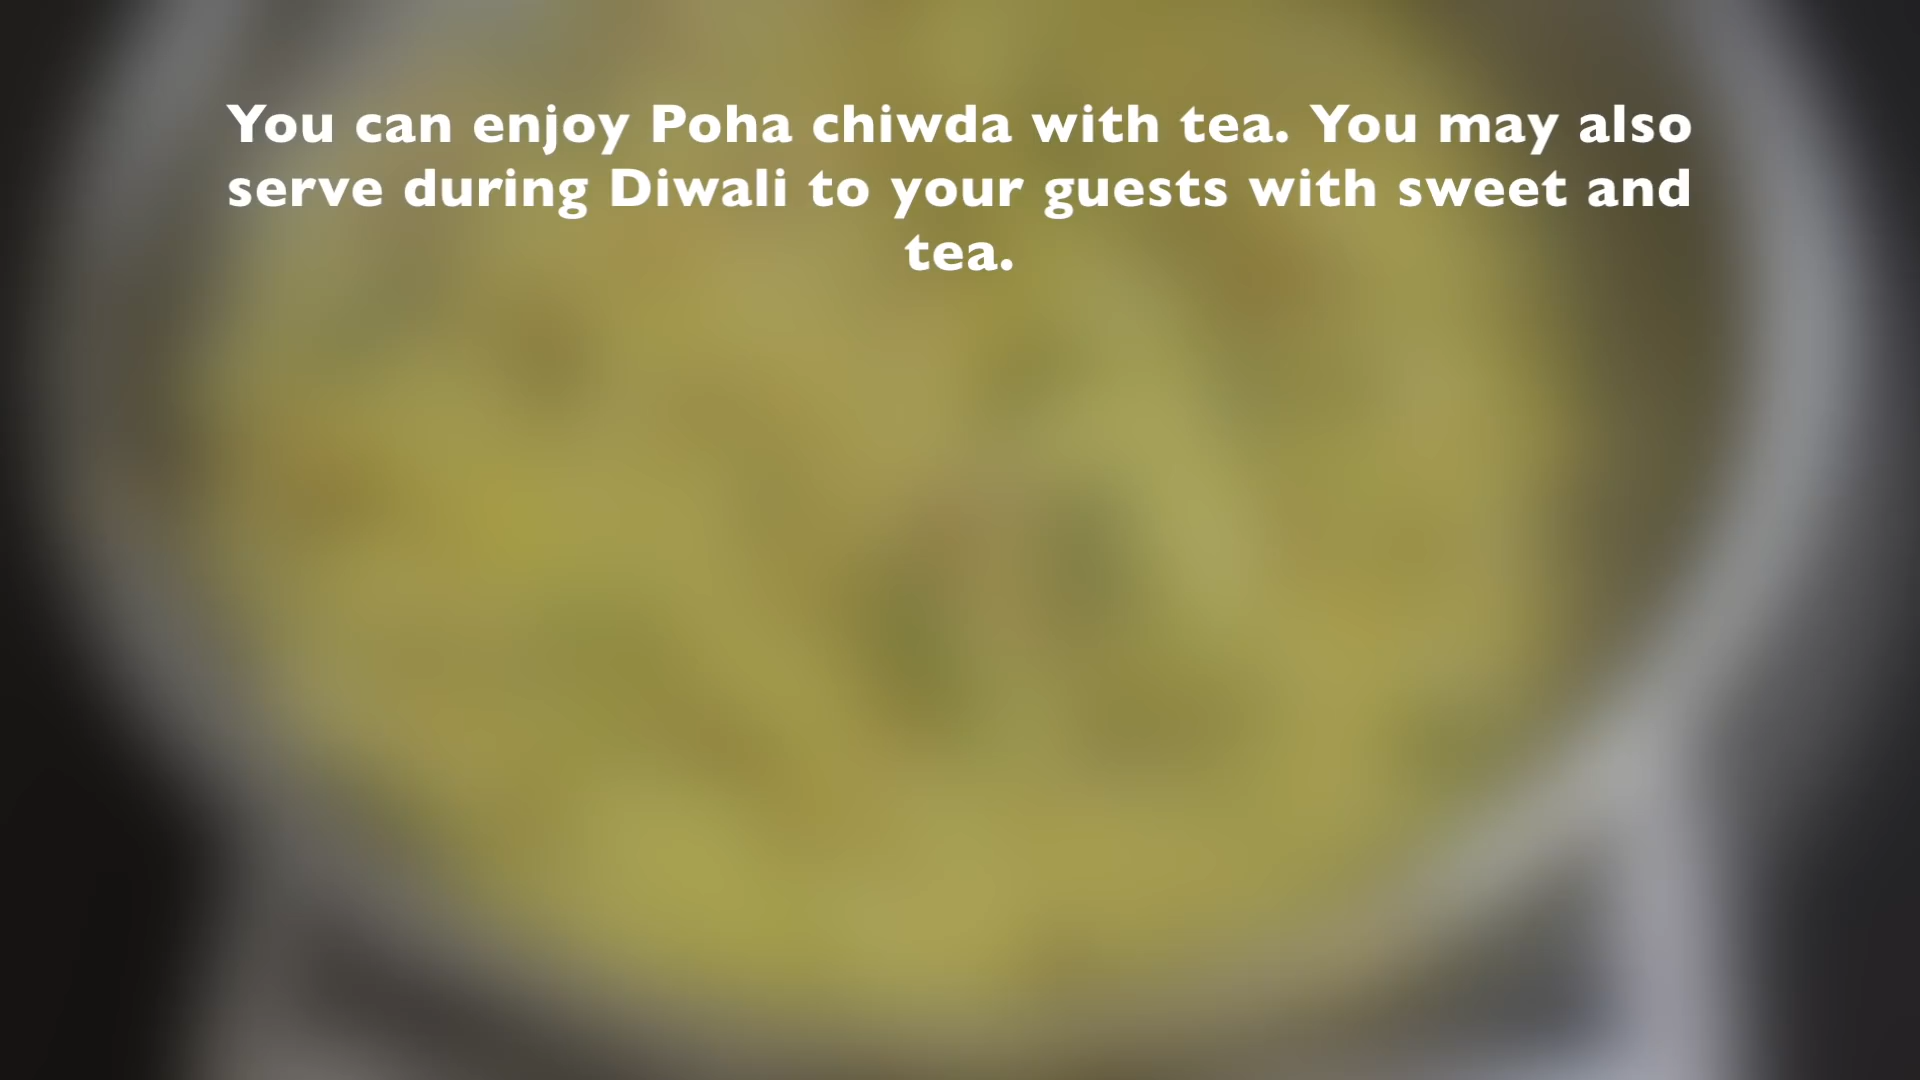 You can enjoy Poha chiwda with tea. You may also
serve during Diwali to your guests with sweet and
tea.